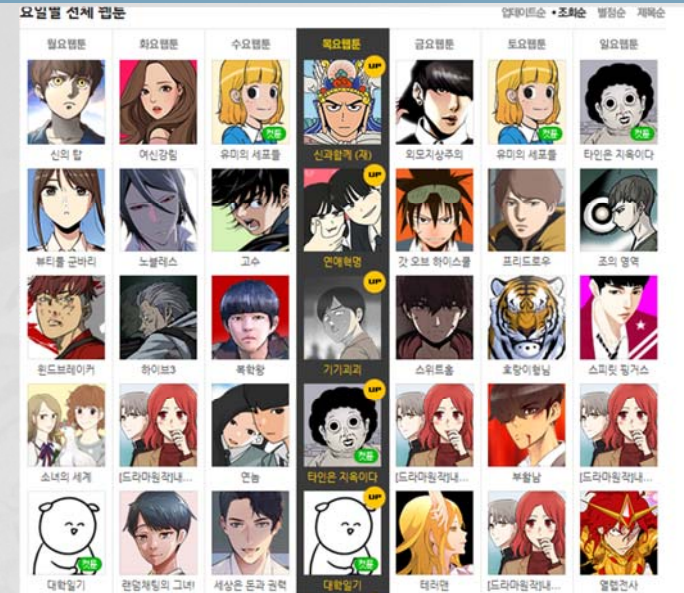 요일별 전체 웹툰
업데이트순 • 조회순 별점순 제목순
월요웹툰 화요웹툰 수요웹툰 목요웹툰 금요웹툰 토요웹툰 일요웹툰
UP
컷툰 컷툰 컷툰
신의 탑 여신강림 유미의 세포들 신과함께 (재) 외모지상주의 유미의 세포들 타인은 지옥이다
UP
뷰티풀 군바리 노블레스 고수 연애혁명 갓 오브 하이스쿨 프리드로우 조의 영역
UP
윈드브레이커 하이브3 복학왕 기기괴괴 스위트홈 호랑이형님 스피릿 핑거스
UP
컷툰
소녀의 세계 [드라마원작]내... 연놈 타인은 지옥이다 [드라마원작]내... 부활남 [드라마원작]내...
UP
컷툰 컷툰
대학일기 랜덤채팅의 그녀! 세상은 돈과 권력 대학일기 테러맨 [드라마원작]내... 열렙전사